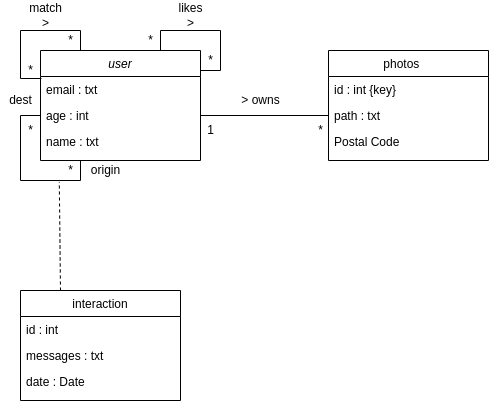 match
>
*
*
likes
>
*
*
user
email : txt
age : int
name : txt
dest
*
*
origin
> owns
1
*
photos
id : int {key}
path : txt
Postal Code
interaction
id : int
messages : txt
date : Date